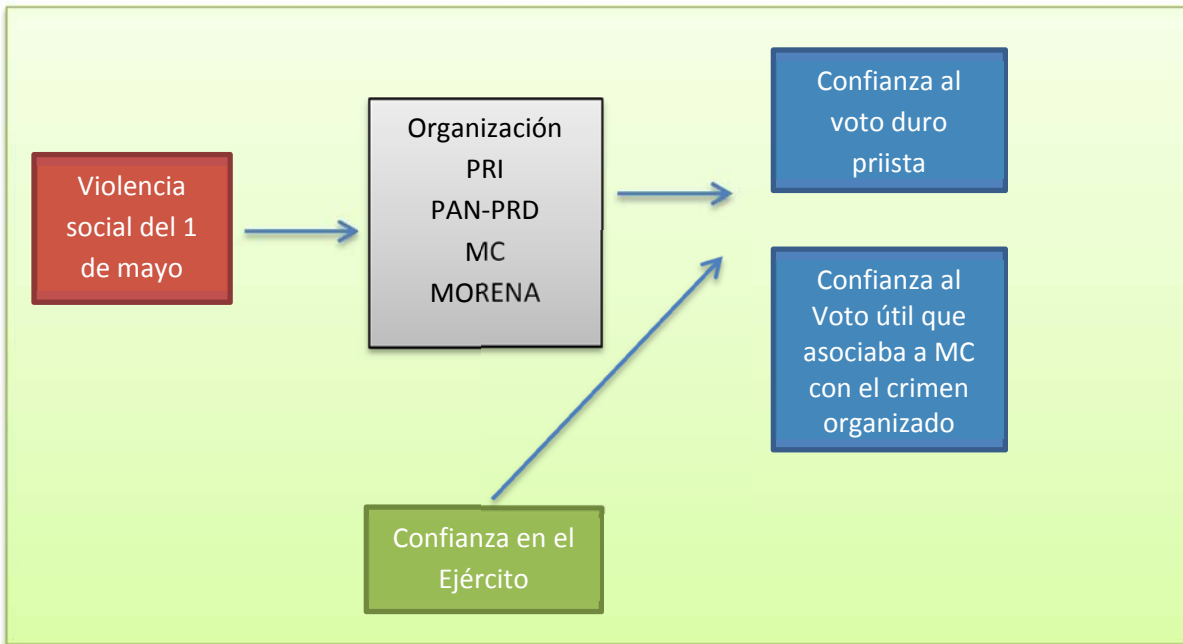 Violencia
social del 1
de mayo
Organización
PRI
PAN-PRD
MC
MORENA
Confianza al
voto duro
priista
Confianza al
Voto útil que
asociaba a MC
con el crimen
organizado
Confianza en el
Ejército